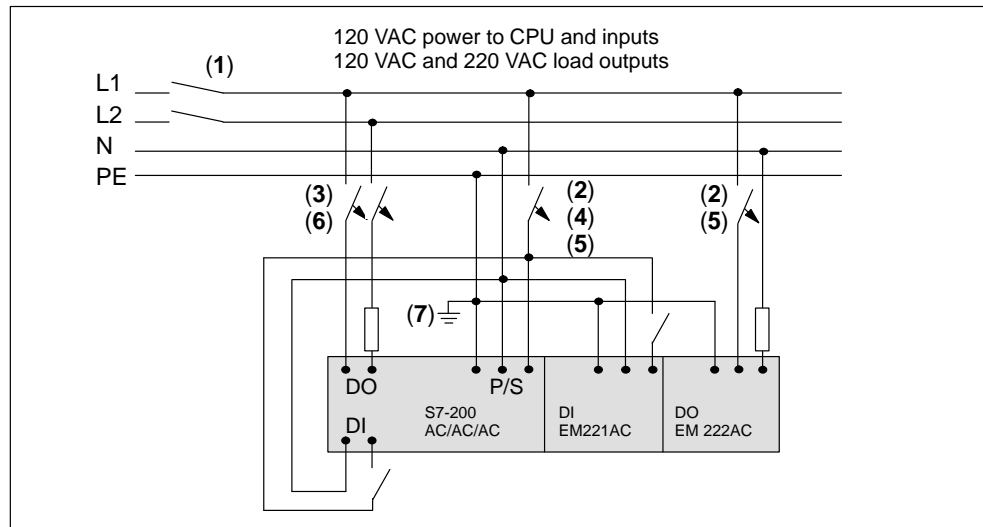 120 VAC power to CPU and inputs
120 VAC and 220 VAC load outputs
(1)
L1
L2
N
PE
(3)
(6)
(2)
(4)
(5)
(2)
(5)
(7)
DO
P/S
S7-200
AC/AC/AC
DI
DI
EM221AC
DO
EM 222AC